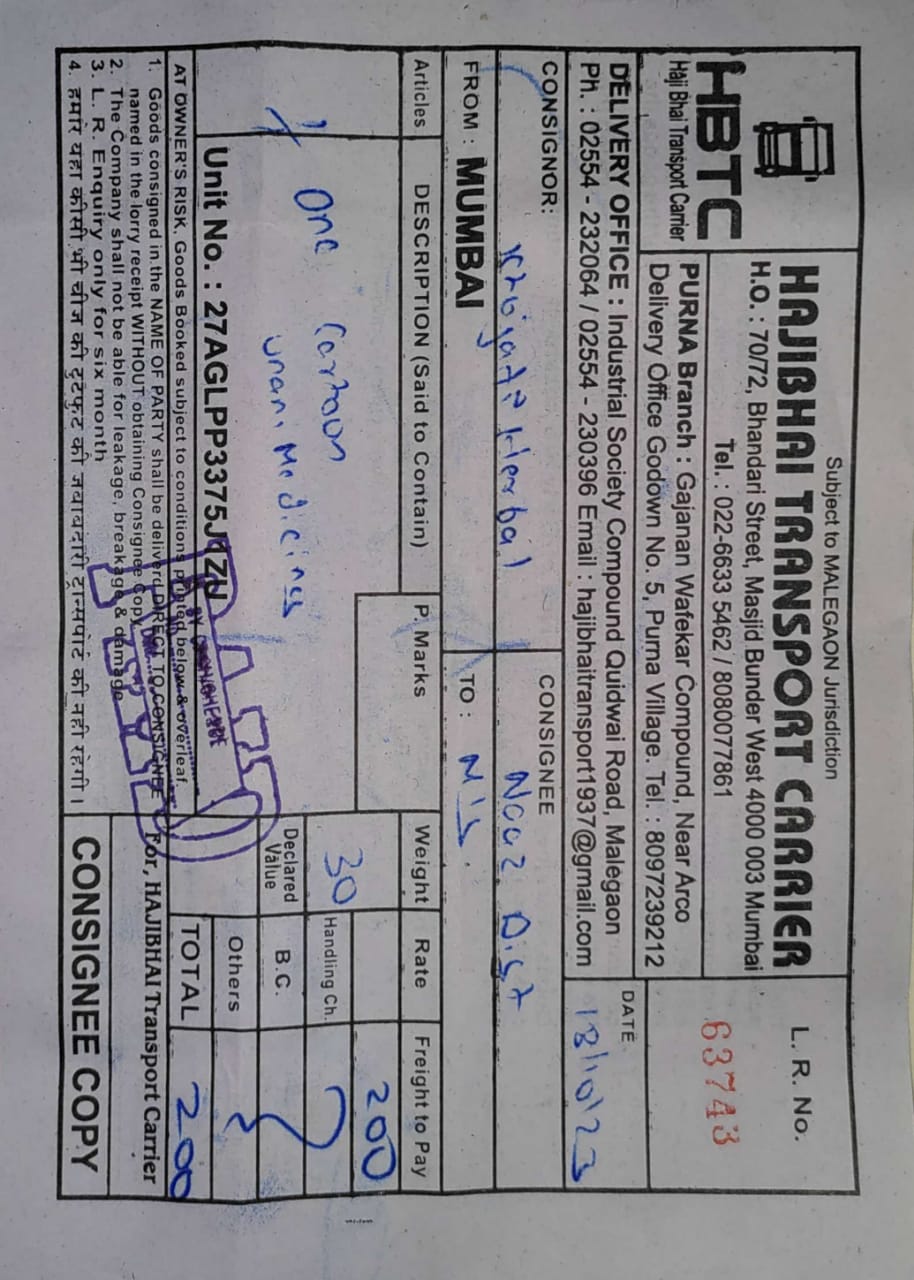 Subject to MALEGAON Jurisdiction
HAJIBHAI TRANSPORT CARRIER
H.O. : 70/72, Bhandari Street, Masjid Bunder West 4000 003 Mumbai
Tel. : 022-6633 5462 / 8080077861
L. R. No.
63743
HBTC
Haji Bhai Transport Carrier
PURNA Branch : Gajanan Wafekar Compound, Near Arco
Delivery Office Godown No. 5, Purna Village. Tel. : 8097239212
DELIVERY OFFICE : Industrial Society Compound Quidwai Road, Malegaon
Ph. : 02554 - 232064 / 02554 - 230396 Email : hajibhaitransport1937@gmail.com
DATE
18/10/23
CONSIGNOR:
Herbal
CONSIGNEE
Naaz Dist
FROM : MUMBAI
TO :
Articles
DESCRIPTION (Said to Contain)
P. Marks
Weight
Rate
Freight to Pay
1
One Cartoon
Unani Medicines
30
200
Handling Ch.
Declared Value
B.C.
Others
TOTAL
200
Unit No. : 27AGLPP3375J1ZU
AT OWNER'S RISK. Goods Booked subject to conditions printed below & overleaf.
1. Goods consigned in the NAME OF PARTY shall be deliverd DIRECT TO CONSIGNEE
named in the lorry receipt WITHOUT obtaining Consignee Copy.
2. The Company shall not be able for leakage, breakage & damage
3. L. R. Enquiry only for six month
4. हमारे यहा कीसी भी चीज की टुटफुट की जवाबदारी ट्रान्सपोर्ट की नही रहेगी।
For, HAJIBHAI Transport Carrier
CONSIGNEE COPY